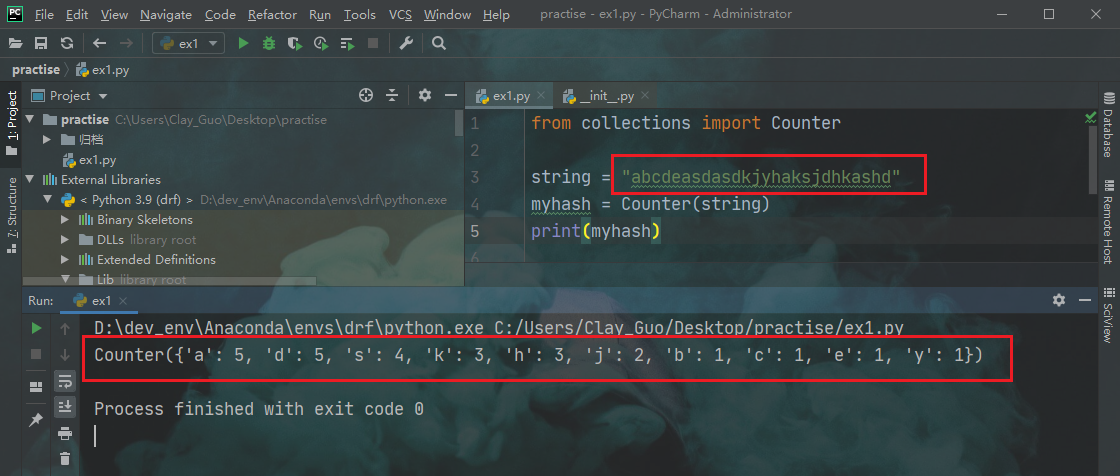 PC File Edit View Navigate Code Refactor Run Tools VCS Window Help practise - ex1.py - PyCharm - Administrator
ex1
practise ex1.py
1: Project
Project
ex1.py
__init__.py
practise C:\Users\Clay_Guo\Desktop\practise
归档
ex1.py
External Libraries
< Python 3.9 (drf) > D:\dev_env\Anaconda\envs\drf\python.exe
Binary Skeletons
DLLs library root
Extended Definitions
Lib library root
7: Structure
1 from collections import Counter
2
3 string = "abcdeasdasdkjyhaksjdhkashd"
4 myhash = Counter(string)
5 print(myhash)
6
Database
Remote Host
SciView
Run: ex1
D:\dev_env\Anaconda\envs\drf\python.exe C:/Users/Clay_Guo/Desktop/practise/ex1.py
Counter({'a': 5, 'd': 5, 's': 4, 'k': 3, 'h': 3, 'j': 2, 'b': 1, 'c': 1, 'e': 1, 'y': 1})
Process finished with exit code 0